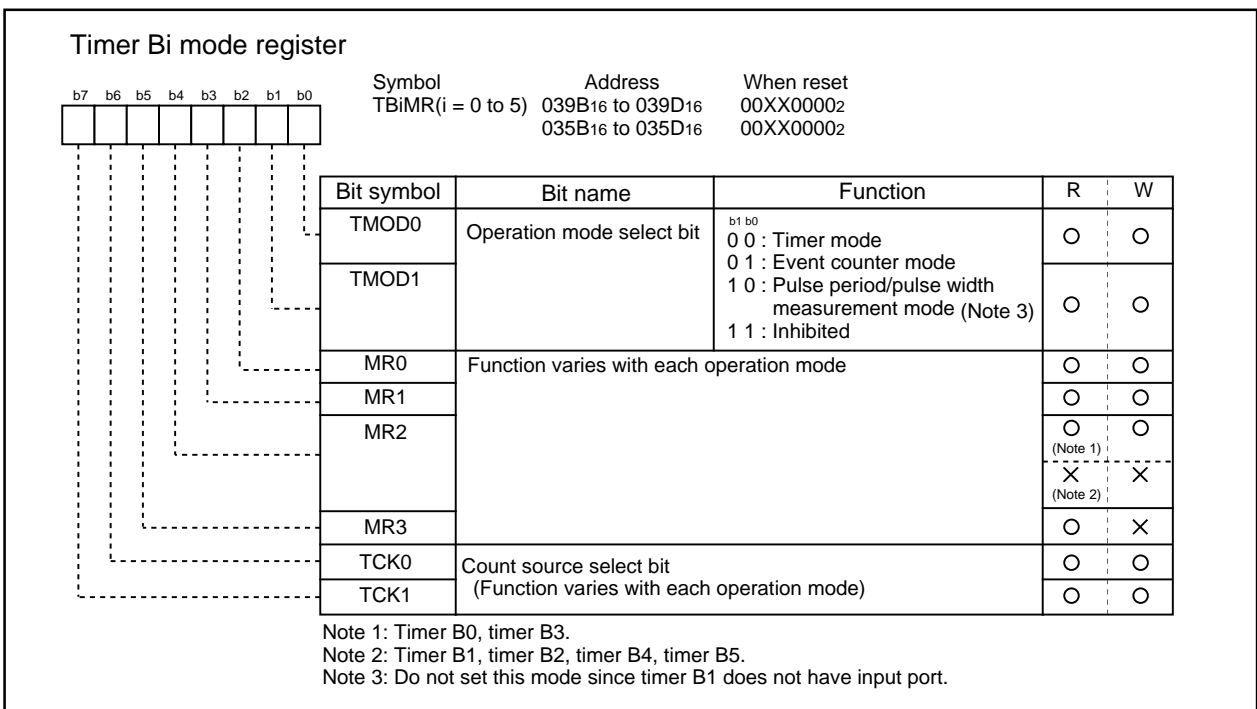 Timer Bi mode register
Symbol Address When reset
TBiMR(i = 0 to 5) 039B16 to 039D16 00XX00002
035B16 to 035D16 00XX00002
b7 b6 b5 b4 b3 b2 b1 b0
Bit symbol Bit name Function R W
TMOD0 Operation mode select bit b1 b0
0 0 : Timer mode
0 1 : Event counter mode
TMOD1 1 0 : Pulse period/pulse width
measurement mode (Note 3)
1 1 : Inhibited
MR0 Function varies with each operation mode
MR1
MR2
(Note 1)
(Note 2)
MR3
TCK0 Count source select bit
TCK1 (Function varies with each operation mode)
Note 1: Timer B0, timer B3.
Note 2: Timer B1, timer B2, timer B4, timer B5.
Note 3: Do not set this mode since timer B1 does not have input port.